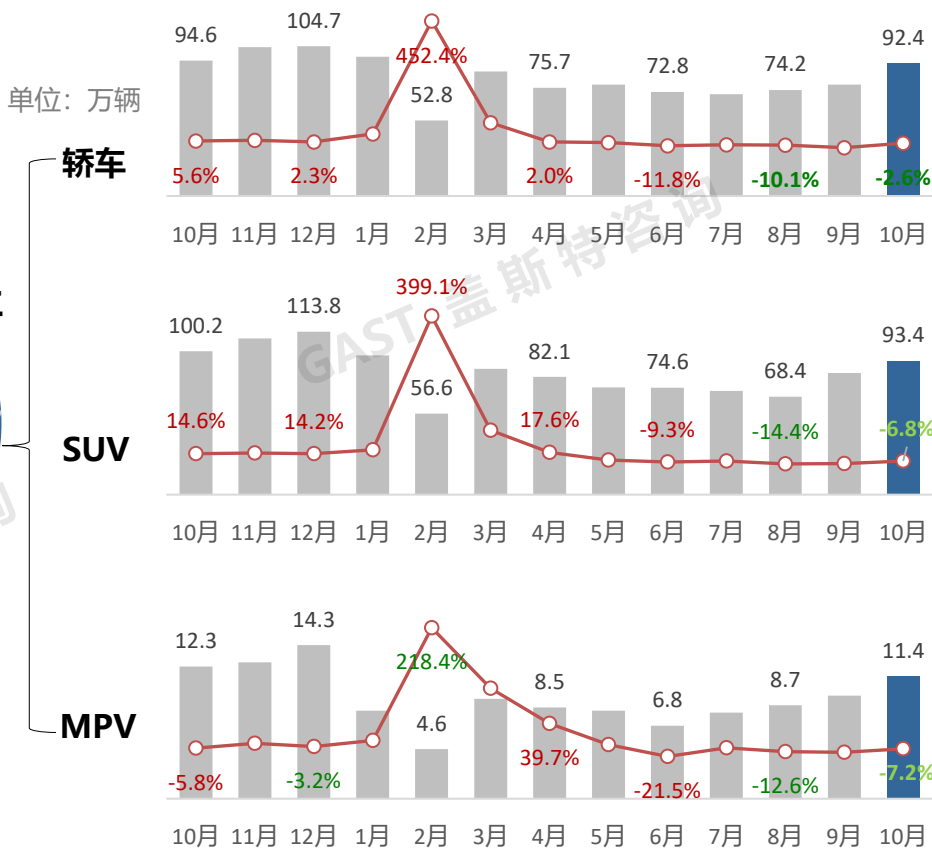 单位：万辆
轿车
94.6 104.7 52.8 75.7 72.8 74.2 92.4
5.6% 2.3% 452.4% 2.0% -11.8% -10.1% -2.6%
10月 11月 12月 1月 2月 3月 4月 5月 6月 7月 8月 9月 10月
GAST 盖斯特咨询
SUV
100.2 113.8 56.6 82.1 74.6 68.4 93.4
14.6% 14.2% 399.1% 17.6% -9.3% -14.4% -6.8%
10月 11月 12月 1月 2月 3月 4月 5月 6月 7月 8月 9月 10月
MPV
12.3 14.3 4.6 8.5 6.8 8.7 11.4
-5.8% -3.2% 218.4% 39.7% -21.5% -12.6% -7.2%
10月 11月 12月 1月 2月 3月 4月 5月 6月 7月 8月 9月 10月